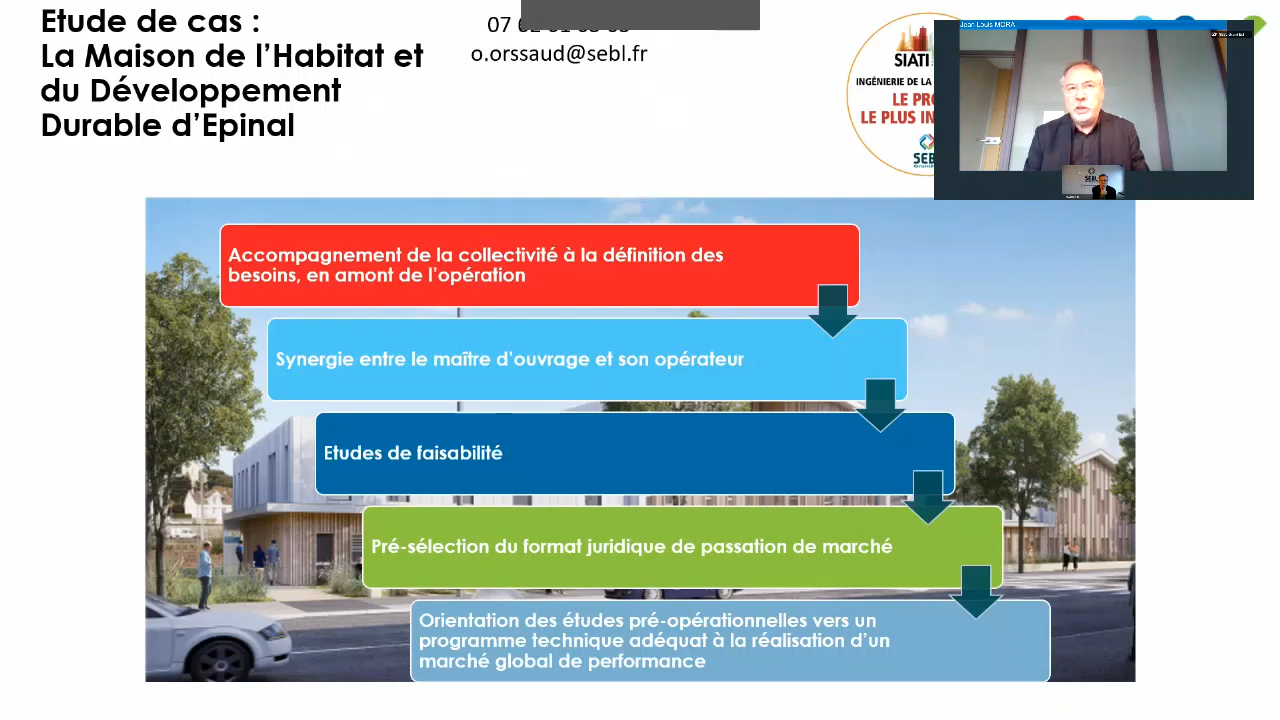 Etude de cas :
La Maison de l’Habitat et
du Développement
Durable d’Epinal
07
o.orssaud@sebl.fr
SIATI
INGÉNIERIE DE LA
LE PRO
LE PLUS IN
SEBL
Jean Louis MORA
Accompagnement de la collectivité à la définition des
besoins, en amont de l’opération
Synergie entre le maître d’ouvrage et son opérateur
Etudes de faisabilité
Pré-sélection du format juridique de passation de marché
Orientation des études pré-opérationnelles vers un
programme technique adéquat à la réalisation d’un
marché global de performance